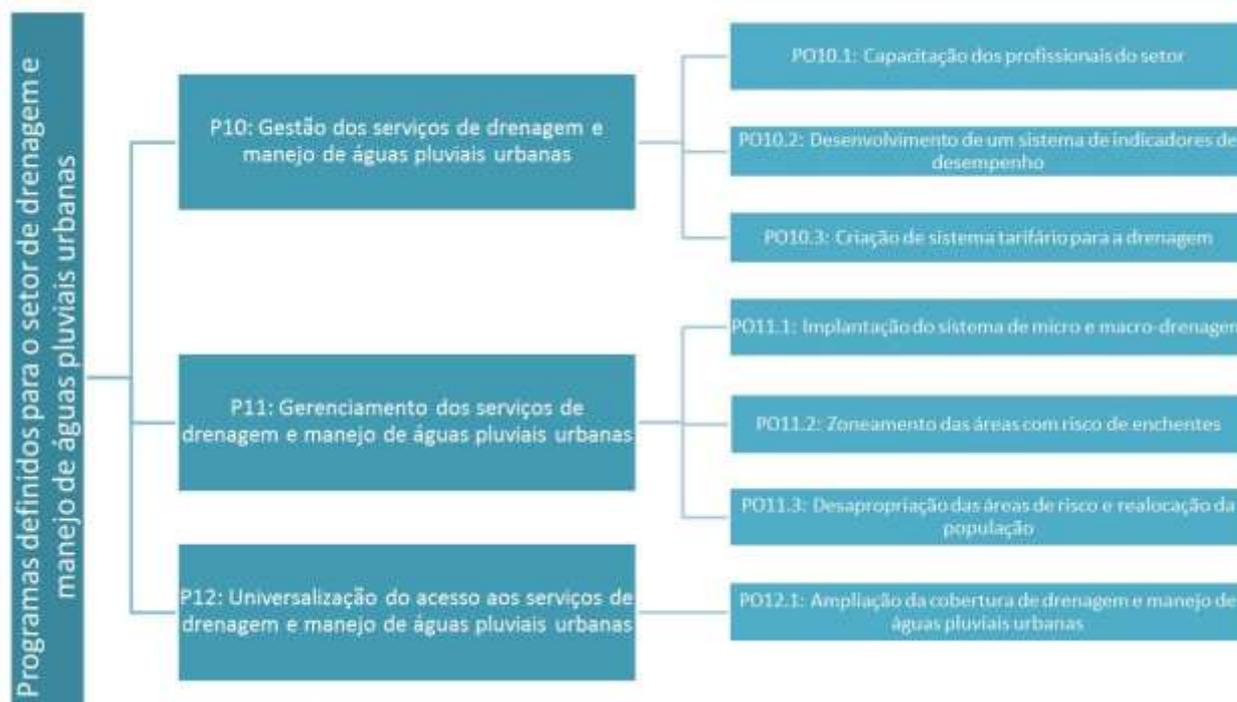 Programas definidos para o setor de drenagem e
manejo de águas pluviais urbanas
P10: Gestão dos serviços de drenagem e
manejo de águas pluviais urbanas
PO10.1: Capacitação dos profissionais do setor
PO10.2: Desenvolvimento de um sistema de indicadores de
desempenho
PO10.3: Criação de sistema tarifário para a drenagem
P11: Gerenciamento dos serviços de
drenagem e manejo de águas pluviais urbanas
PO11.1: Implantação do sistema de micro e macro-drenagem
PO11.2: Zoneamento das áreas com risco de enchentes
PO11.3: Desapropriação das áreas de risco e realocação da
população
P12: Universalização do acesso aos serviços de
drenagem e manejo de águas pluviais urbanas
PO12.1: Ampliação da cobertura de drenagem e manejo de
águas pluviais urbanas